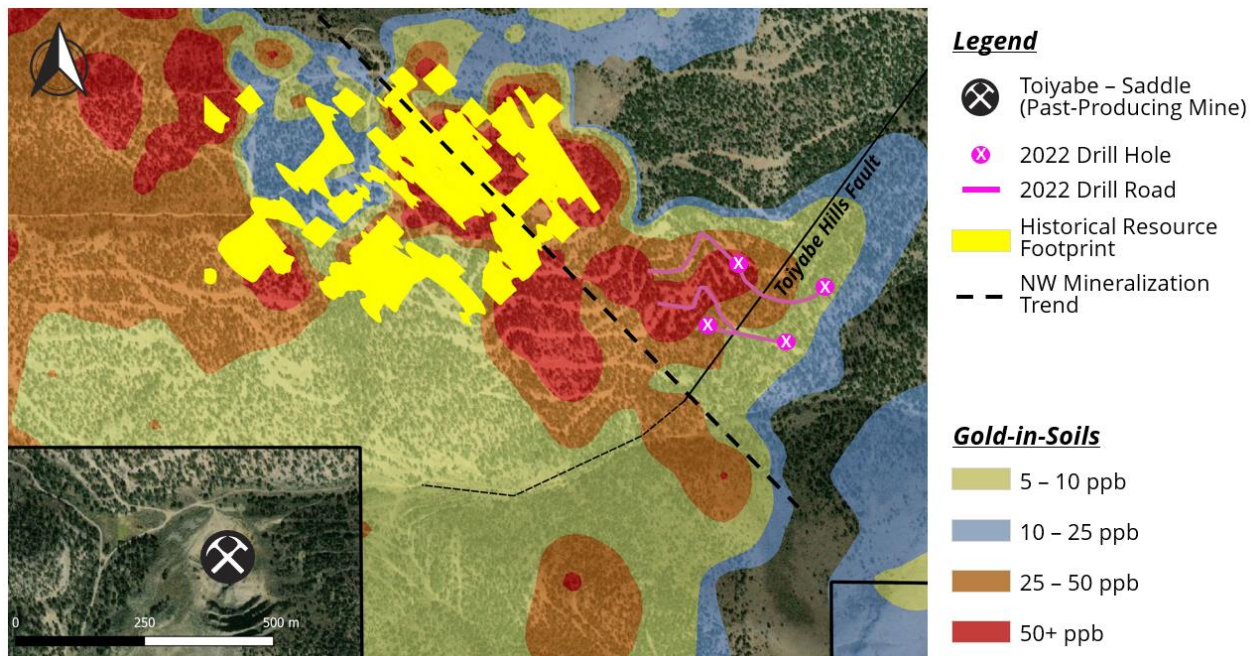 Legend
Toiyabe – Saddle
(Past-Producing Mine)
X
2022 Drill Hole
2022 Drill Road
Historical Resource
Footprint
NW Mineralization
Trend
Gold-in-Soils
5 – 10 ppb
10 – 25 ppb
25 – 50 ppb
50+ ppb
Toiyabe Hills Fault
X
X
X
X
0 250 500 m